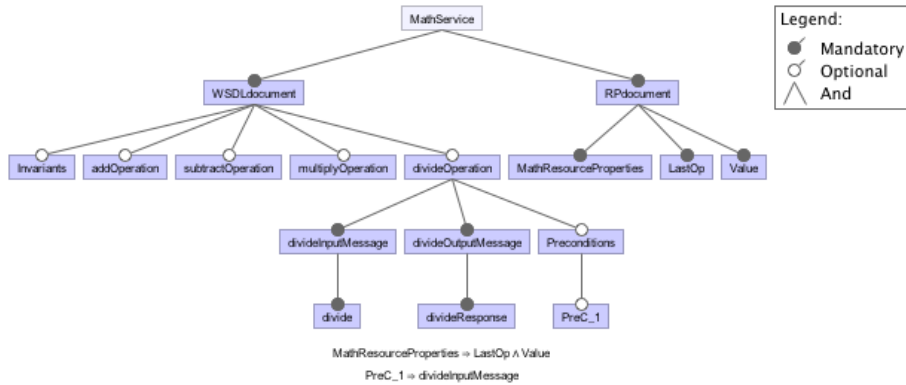 MathService
Legend:
Mandatory
Optional
And
WSDLdocument
RPdocument
Invariants
addOperation
subtractOperation
multiplyOperation
divideOperation
MathResourceProperties
LastOp
Value
divideInputMessage
divideOutputMessage
Preconditions
divide
divideResponse
PreC_1
MathResourceProperties ⇒ LastOp ∧ Value
PreC_1 ⇒ divideInputMessage